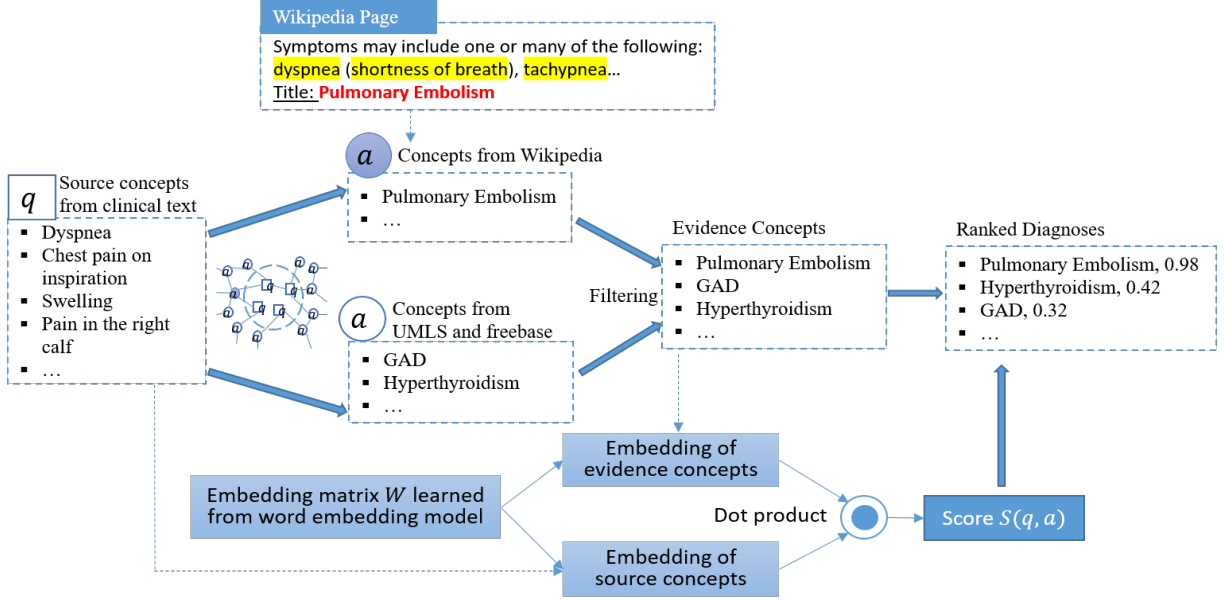 Wikipedia Page
Symptoms may include one or many of the following:
dyspnea (shortness of breath), tachypnea…
Title: Pulmonary Embolism
a
Concepts from Wikipedia
▪ Pulmonary Embolism
▪ …
q
Source concepts
from clinical text
▪ Dyspnea
▪ Chest pain on
inspiration
▪ Swelling
▪ Pain in the right
calf
▪ …
a a a a
a q a
a q q a
q q
a a a a
a
Concepts from
UMLS and freebase
▪ GAD
▪ Hyperthyroidism
▪ …
Filtering
Evidence Concepts
▪ Pulmonary Embolism
▪ GAD
▪ Hyperthyroidism
▪ …
Ranked Diagnoses
▪ Pulmonary Embolism, 0.98
▪ Hyperthyroidism, 0.42
▪ GAD, 0.32
▪ …
Embedding matrix W learned
from word embedding model
Embedding of
evidence concepts
Dot product
Embedding of
source concepts
Score S(q, a)